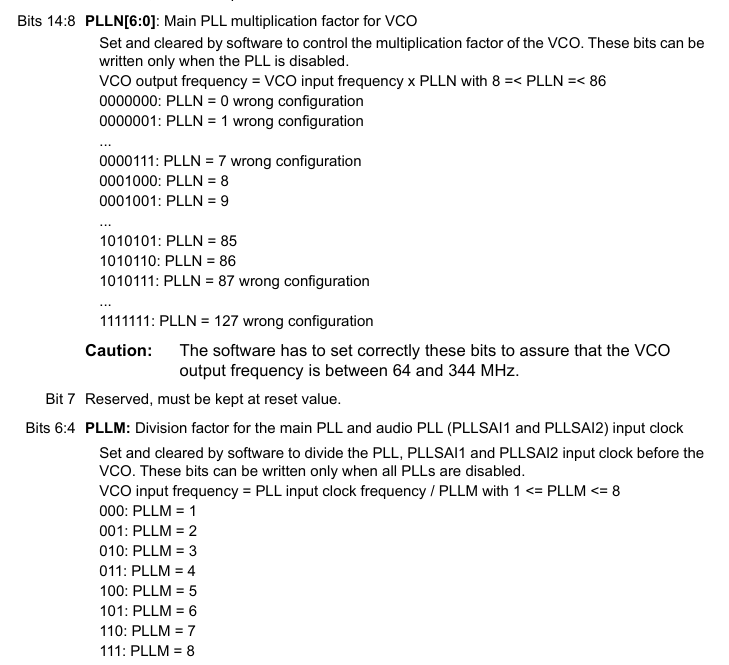 Bits 14:8 PLLN[6:0]: Main PLL multiplication factor for VCO
Set and cleared by software to control the multiplication factor of the VCO. These bits can be
written only when the PLL is disabled.
VCO output frequency = VCO input frequency x PLLN with 8 =< PLLN =< 86
0000000: PLLN = 0 wrong configuration
0000001: PLLN = 1 wrong configuration
...
0000111: PLLN = 7 wrong configuration
0001000: PLLN = 8
0001001: PLLN = 9
...
1010101: PLLN = 85
1010110: PLLN = 86
1010111: PLLN = 87 wrong configuration
...
1111111: PLLN = 127 wrong configuration
Caution: The software has to set correctly these bits to assure that the VCO
output frequency is between 64 and 344 MHz.
Bit 7 Reserved, must be kept at reset value.
Bits 6:4 PLLM: Division factor for the main PLL and audio PLL (PLLSAI1 and PLLSAI2) input clock
Set and cleared by software to divide the PLL, PLLSAI1 and PLLSAI2 input clock before the
VCO. These bits can be written only when all PLLs are disabled.
VCO input frequency = PLL input clock frequency / PLLM with 1 <= PLLM <= 8
000: PLLM = 1
001: PLLM = 2
010: PLLM = 3
011: PLLM = 4
100: PLLM = 5
101: PLLM = 6
110: PLLM = 7
111: PLLM = 8